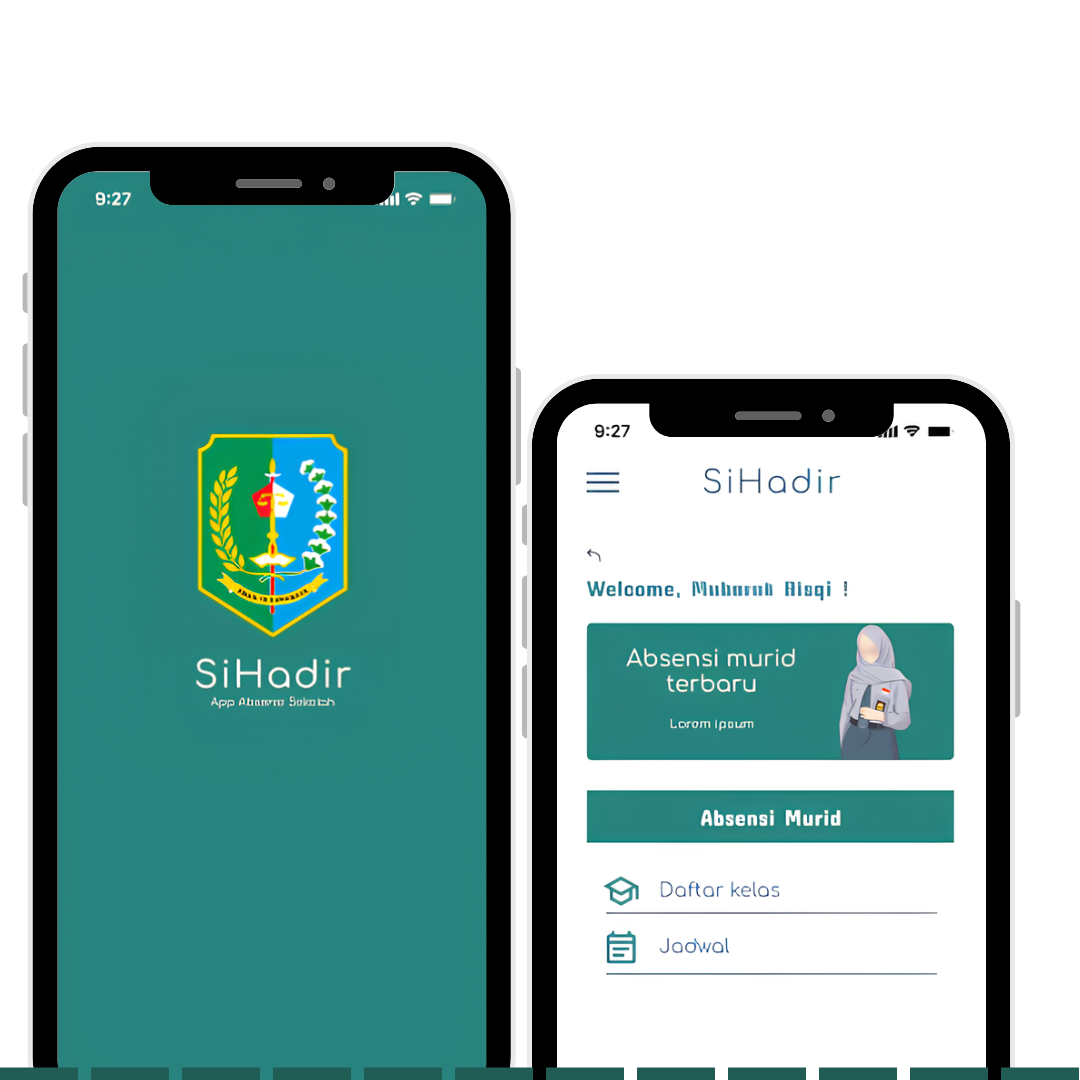 9:27
SiHadir
App Absensi Sekolah
9:27
SiHadir
Welcome,
Risqi !
Absensi murid
terbaru
Lorem Ipsum
Absensi Murid
Daftar kelas
Jadwal